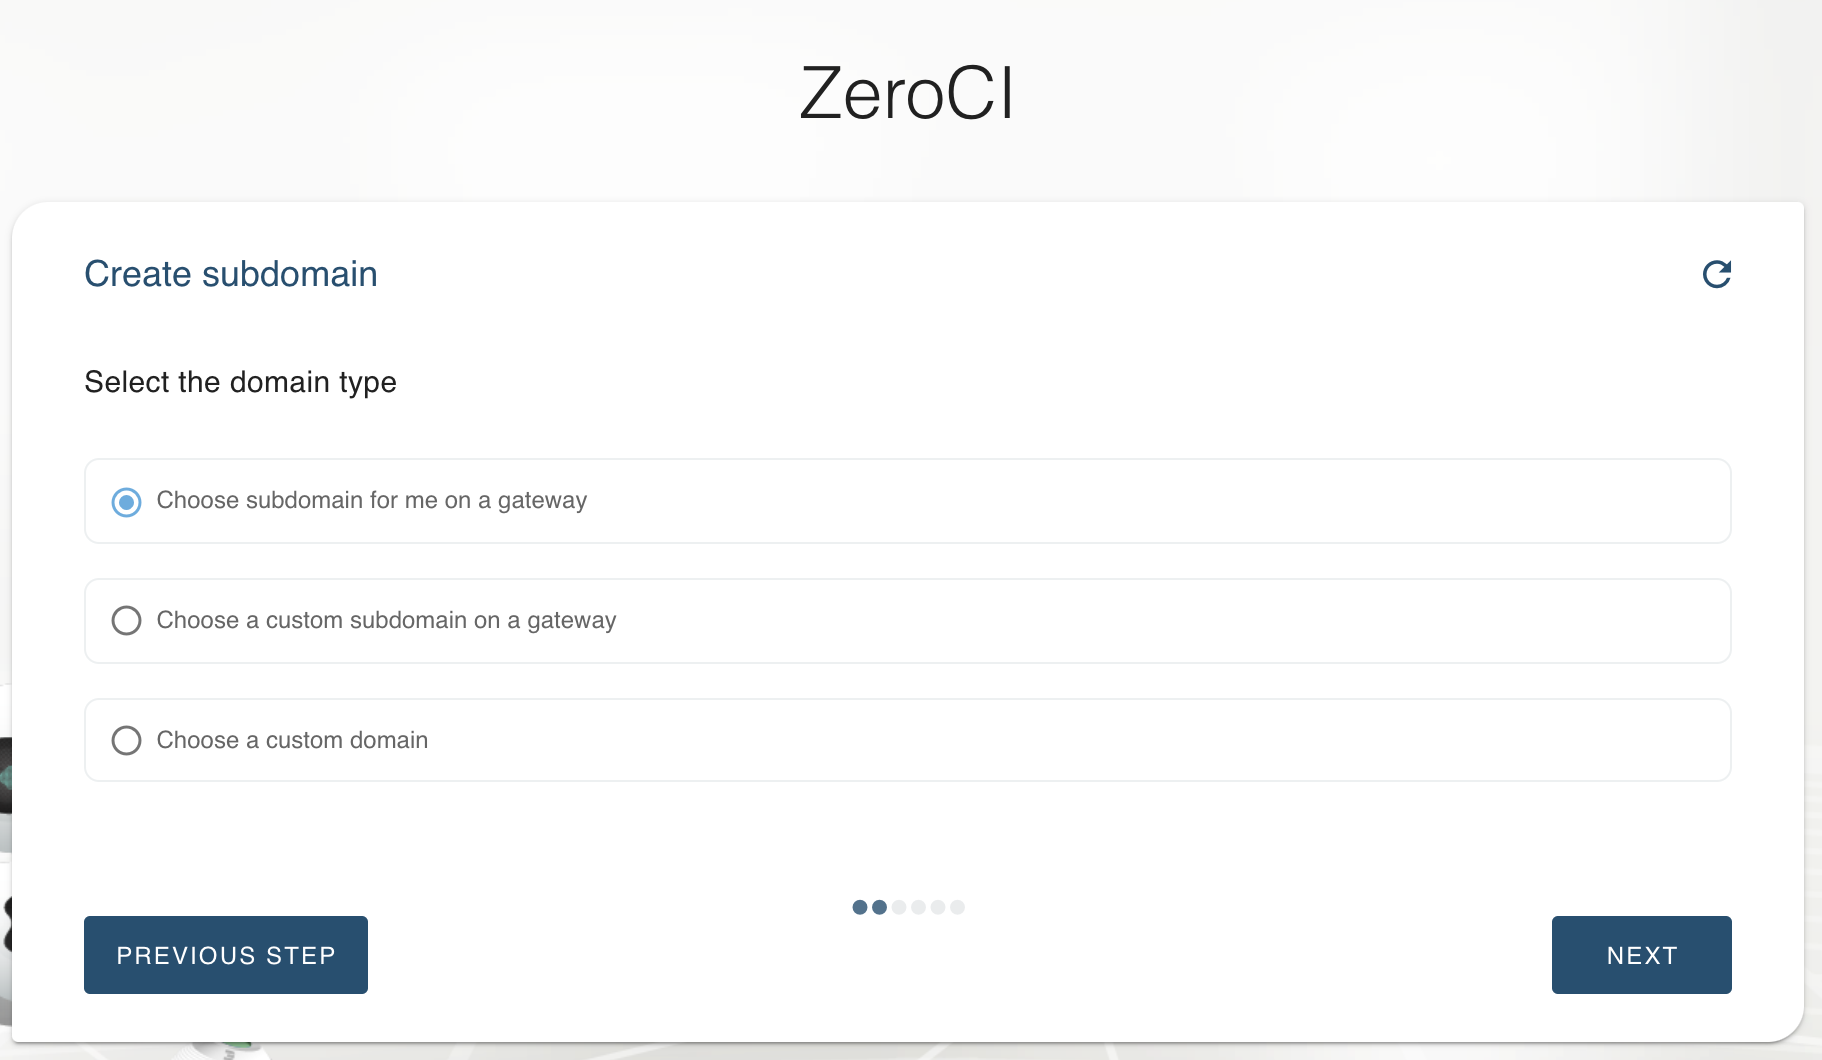 ZeroCI
Create subdomain
Select the domain type
Choose subdomain for me on a gateway
Choose a custom subdomain on a gateway
Choose a custom domain
PREVIOUS STEP
NEXT